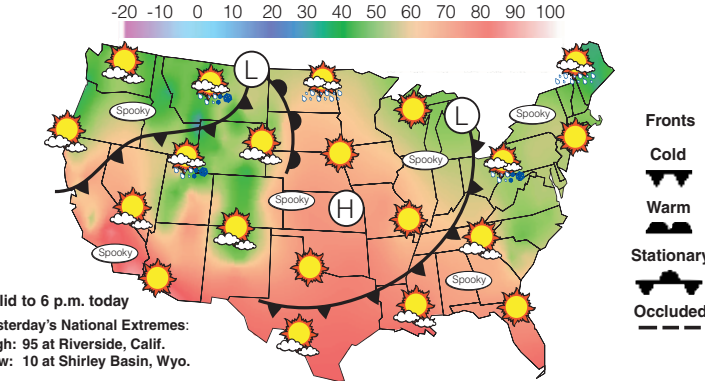 -20 -10 0 10 20 30 40 50 60 70 80 90 100
L
L
Spooky
Spooky
Spooky
Spooky
H
Spooky
Spooky
Fronts
Cold
Warm
Stationary
Occluded
lid to 6 p.m. today
sterday's National Extremes:
gh: 95 at Riverside, Calif.
w: 10 at Shirley Basin, Wyo.